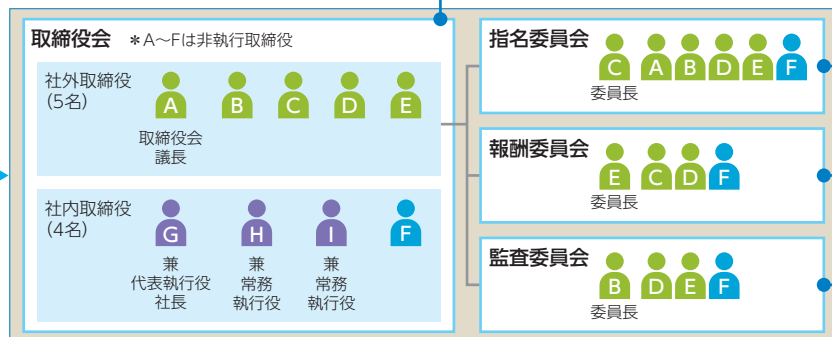 取締役会 ＊A～Fは非執行取締役
社外取締役
(5名)
A B C D E
取締役会
議長
社内取締役
(4名)
G H I F
兼
代表執行役
社長
兼
常務
執行役
兼
常務
執行役
指名委員会
C A B D E F
委員長
報酬委員会
E C D F
委員長
監査委員会
B D E F
委員長